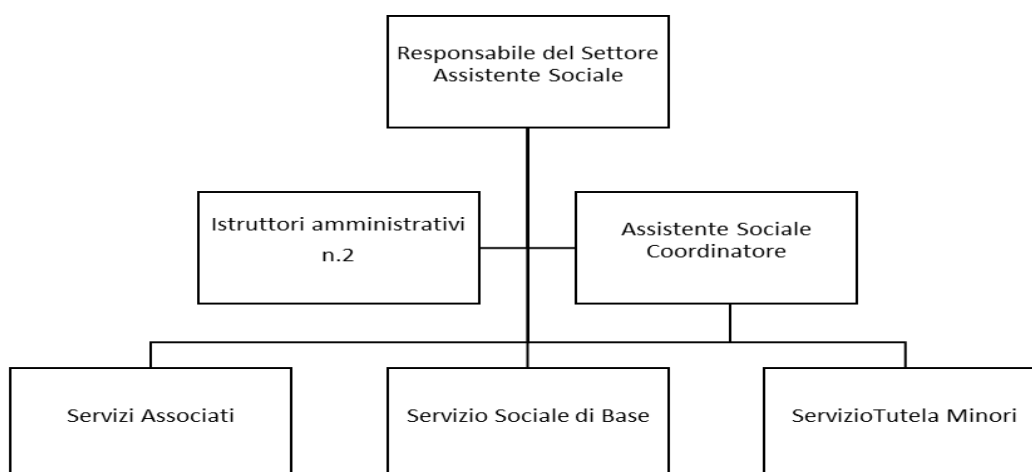 Responsabile del Settore
Assistente Sociale
Istruttori amministrativi
n.2
Assistente Sociale
Coordinatore
Servizi Associati
Servizio Sociale di Base
ServizioTutela Minori